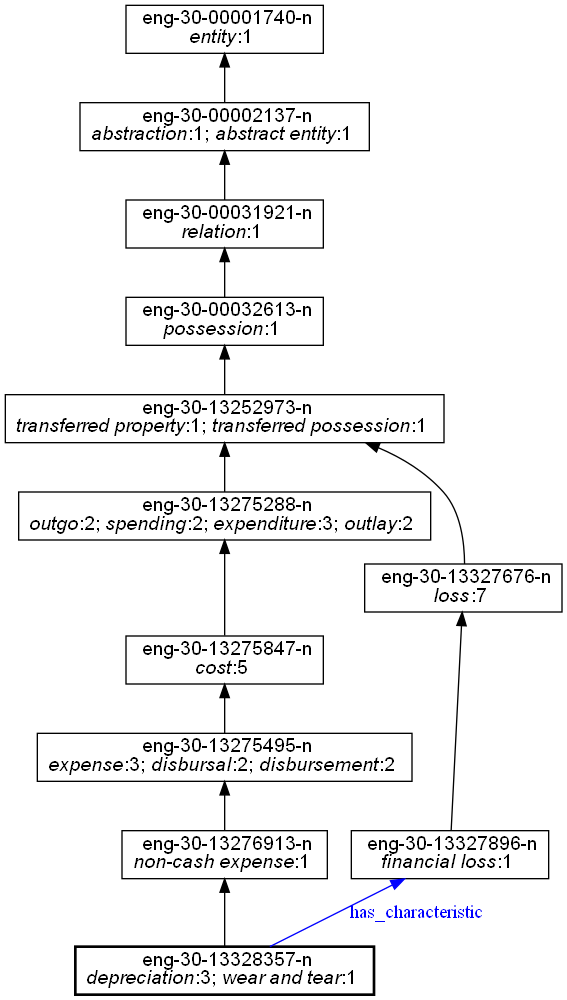 eng-30-00001740-n
entity:1
eng-30-00002137-n
abstraction:1; abstract entity:1
eng-30-00031921-n
relation:1
eng-30-00032613-n
possession:1
eng-30-13252973-n
transferred property:1; transferred possession:1
eng-30-13275288-n
outgo:2; spending:2; expenditure:3; outlay:2
eng-30-13327676-n
loss:7
eng-30-13275847-n
cost:5
eng-30-13275495-n
expense:3; disbursal:2; disbursement:2
eng-30-13276913-n
non-cash expense:1
eng-30-13327896-n
financial loss:1
has_characteristic
eng-30-13328357-n
depreciation:3; wear and tear:1